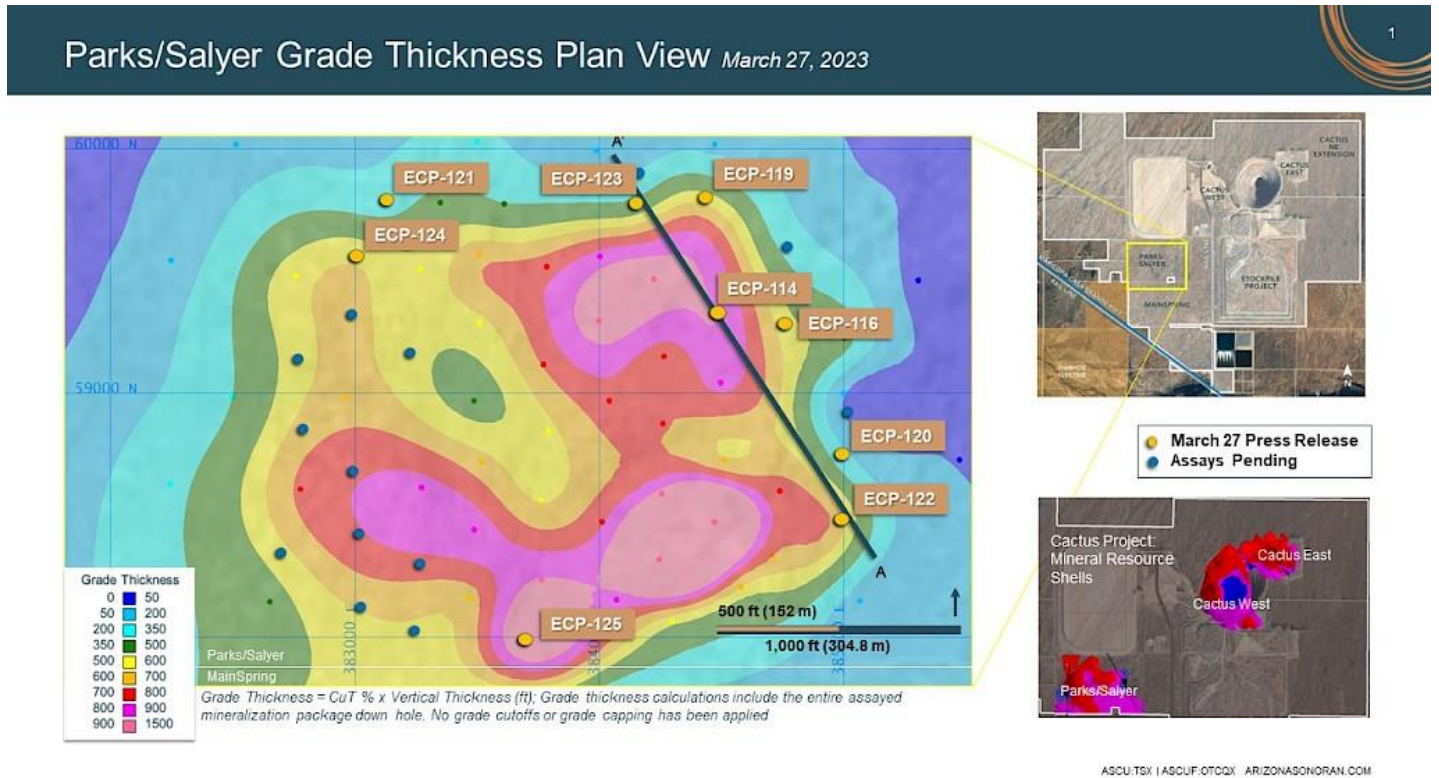 1
Parks/Salyer Grade Thickness Plan View March 27, 2023
60000 N
59000 N
383000
A'
ECP-121
ECP-123
ECP-119
ECP-124
ECP-114
ECP-116
ECP-120
ECP-122
A
ECP-125
500 ft (152 m)
1,000 ft (304.8 m)
Parks/Salyer
MainSpring
Grade Thickness
0 50
50 200
200 350
350 500
500 600
600 700
700 800
800 900
900 1500
Grade Thickness = CuT % x Vertical Thickness (ft); Grade thickness calculations include the entire assayed
mineralization package down hole. No grade cutoffs or grade capping has been applied
CACTUS
NE
EXTENSION
CACTUS
EAST
CACTUS
WEST
PARKS/
SALYER
STOCKPILE
PROJECT
MAINSPRING
N
March 27 Press Release
Assays Pending
Cactus Project:
Mineral Resource
Shells
Cactus East
Cactus West
Parks/Salyer
ASCU:TSX | ASCUF:OTCQX ARIZONASONORAN.COM